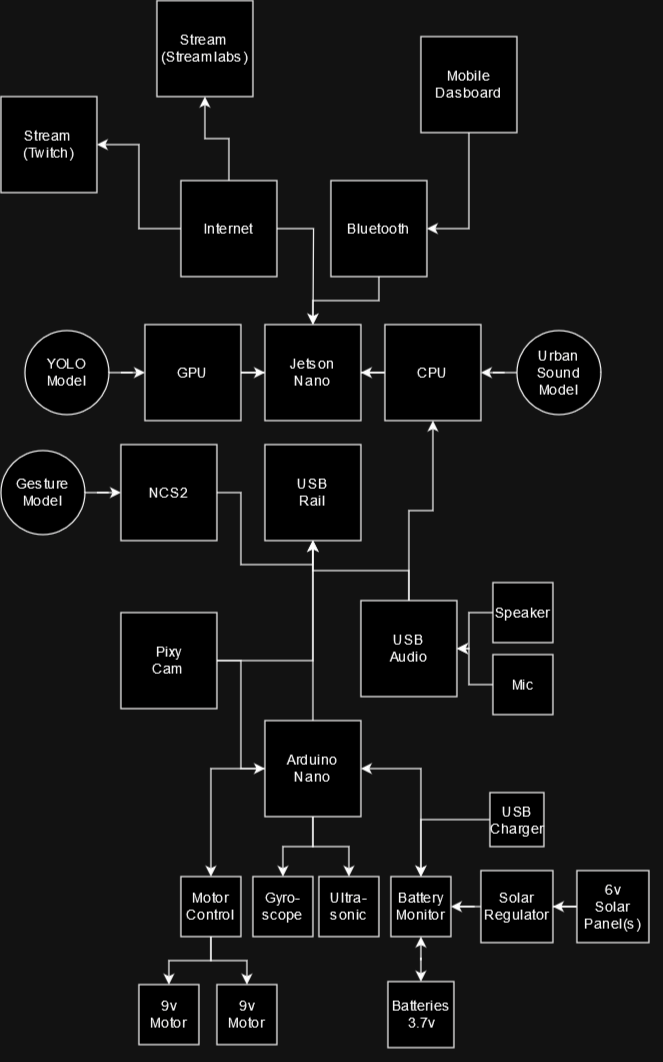 Stream
(Streamlabs)
Mobile
Dasboard
Stream
(Twitch)
Internet
Bluetooth
YOLO
Model
GPU
Jetson
Nano
CPU
Urban
Sound
Model
Gesture
Model
NCS2
USB
Rail
Speaker
USB
Audio
Pixy
Cam
Mic
Arduino
Nano
USB
Charger
Motor
Control
Gyro-
scope
Ultra-
sonic
Battery
Monitor
Solar
Regulator
6v
Solar
Panel(s)
9v
Motor
9v
Motor
Batteries
3.7v